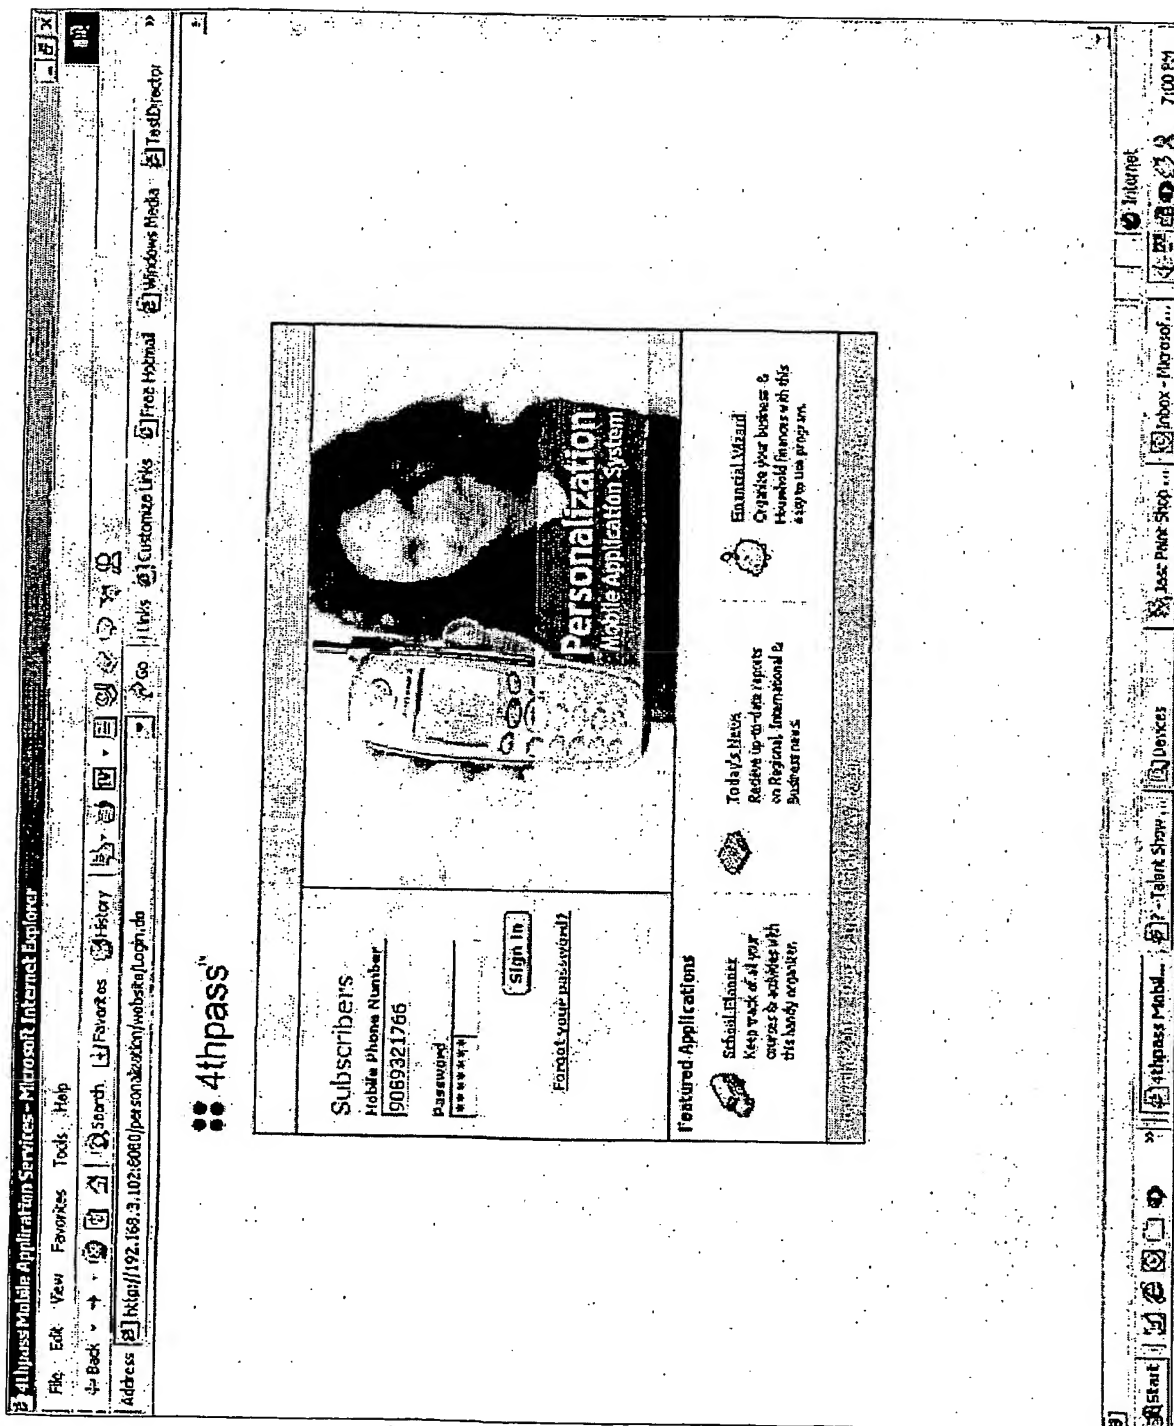 4thpass Mobile Application Services - Microsoft Internet Explorer
File Edit View Favorites Tools Help
Back Search Favorites History
Address http://192.168.3.102:8080/personalization/website/Login.do Go Links Customize Links Free Hotmail Windows Media TestDirector
4thpass
Subscribers
Mobile Phone Number
9089321766
Password
*******
Sign In
Forgot your password?
Personalization
Mobile Application System
Featured Applications
School Planner
Keep track of all your
courses & activities with
this handy organizer.
Today's News
Recieve up-to-date reports
on Regional, International &
Business news.
Financial Wizard
Organize your business &
Household finances with this
easy to use program.
Internet
Start 4thpass Mobil... ? - Talent Show... Devices Jasc Paint Shop ... Inbox - Microsof... 7:00 PM